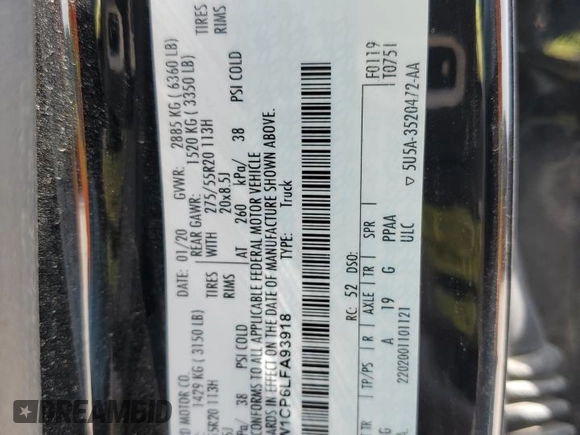 D MOTOR CO.
01/20
GVWR: 2885 KG ( 6360 LB)
1429 KG ( 3150 LB)
REAR GAWR: 1520 KG ( 3350 LB)
5R20 113H
TIRES
WITH 275/55R20 113H
TIRES
RIMS
20x8.5J
RIMS
/ 38 PSI COLD
AT 260 kPa/ 38 PSI COLD
CONFORMS TO ALL APPLICABLE FEDERAL MOTOR VEHICLE
IN EFFECT ON THE DATE OF MANUFACTURE SHOWN ABOVE.
W1CP6LFA93918
TYPE: Truck
F0119
T0751
RC: 52 DSO:
TR TP/PS R AXLE TR SPR
G A 19 G PPAA
2202001101121 ULC
▽ 5U5A-3520472-AA
DREAMBID